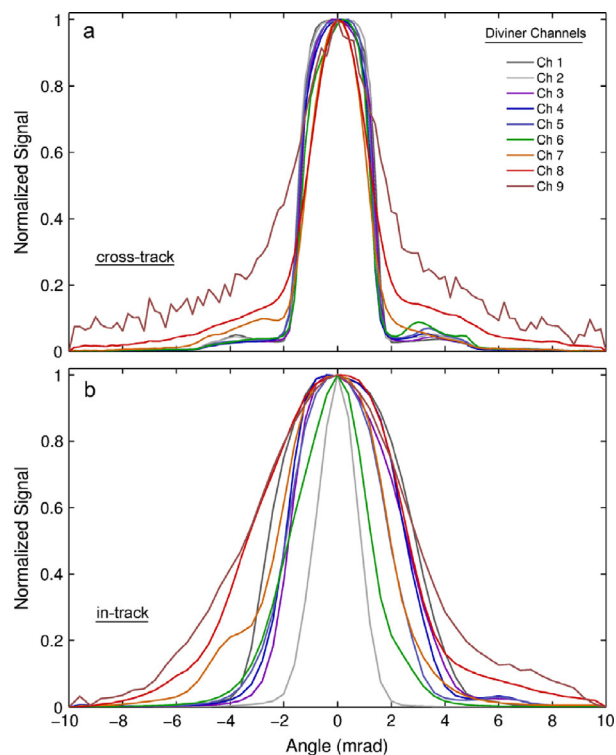 a
Diviner Channels
Ch 1
Ch 2
Ch 3
Ch 4
Ch 5
Ch 6
Ch 7
Ch 8
Ch 9
Normalized Signal
1
0.8
0.6
0.4
0.2
0
cross-track
b
Normalized Signal
1
0.8
0.6
0.4
0.2
0
in-track
−10 −8 −6 −4 −2 0 2 4 6 8 10
Angle (mrad)